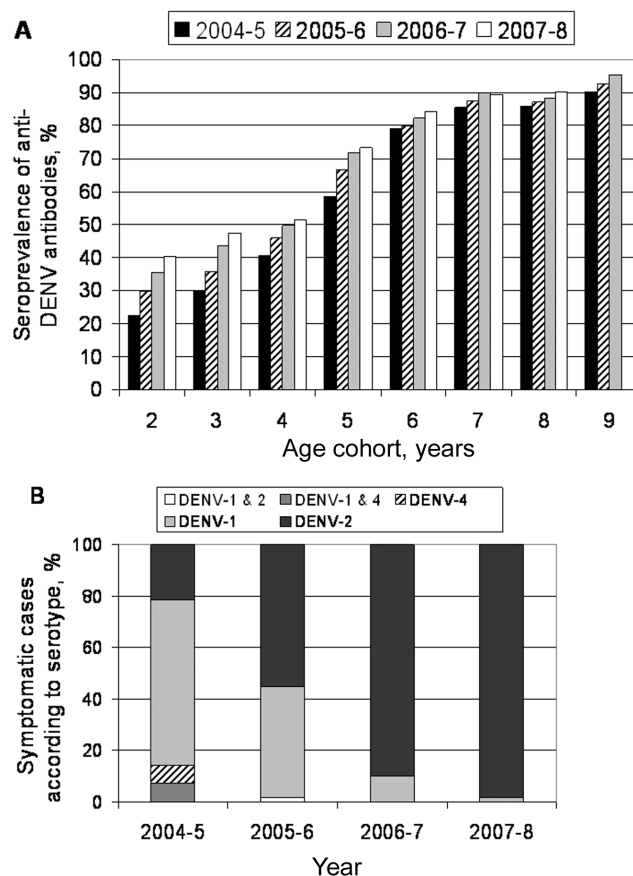 A
2004-5 2005-6 2006-7 2007-8
Seroprevalence of anti-
DENV antibodies, %
100
90
80
70
60
50
40
30
20
10
0
2 3 4 5 6 7 8 9
Age cohort, years
B
DENV-1 & 2 DENV-1 & 4 DENV-4
DENV-1 DENV-2
Symptomatic cases
according to serotype, %
100
80
60
40
20
0
2004-5 2005-6 2006-7 2007-8
Year